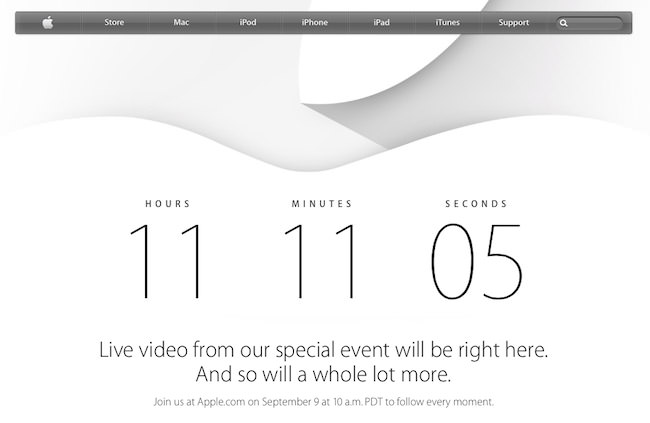 Store Mac iPod iPhone iPad iTunes Support
HOURS MINUTES SECONDS
11 11 05
Live video from our special event will be right here.
And so will a whole lot more.
Join us at Apple.com on September 9 at 10 a.m. PDT to follow every moment.